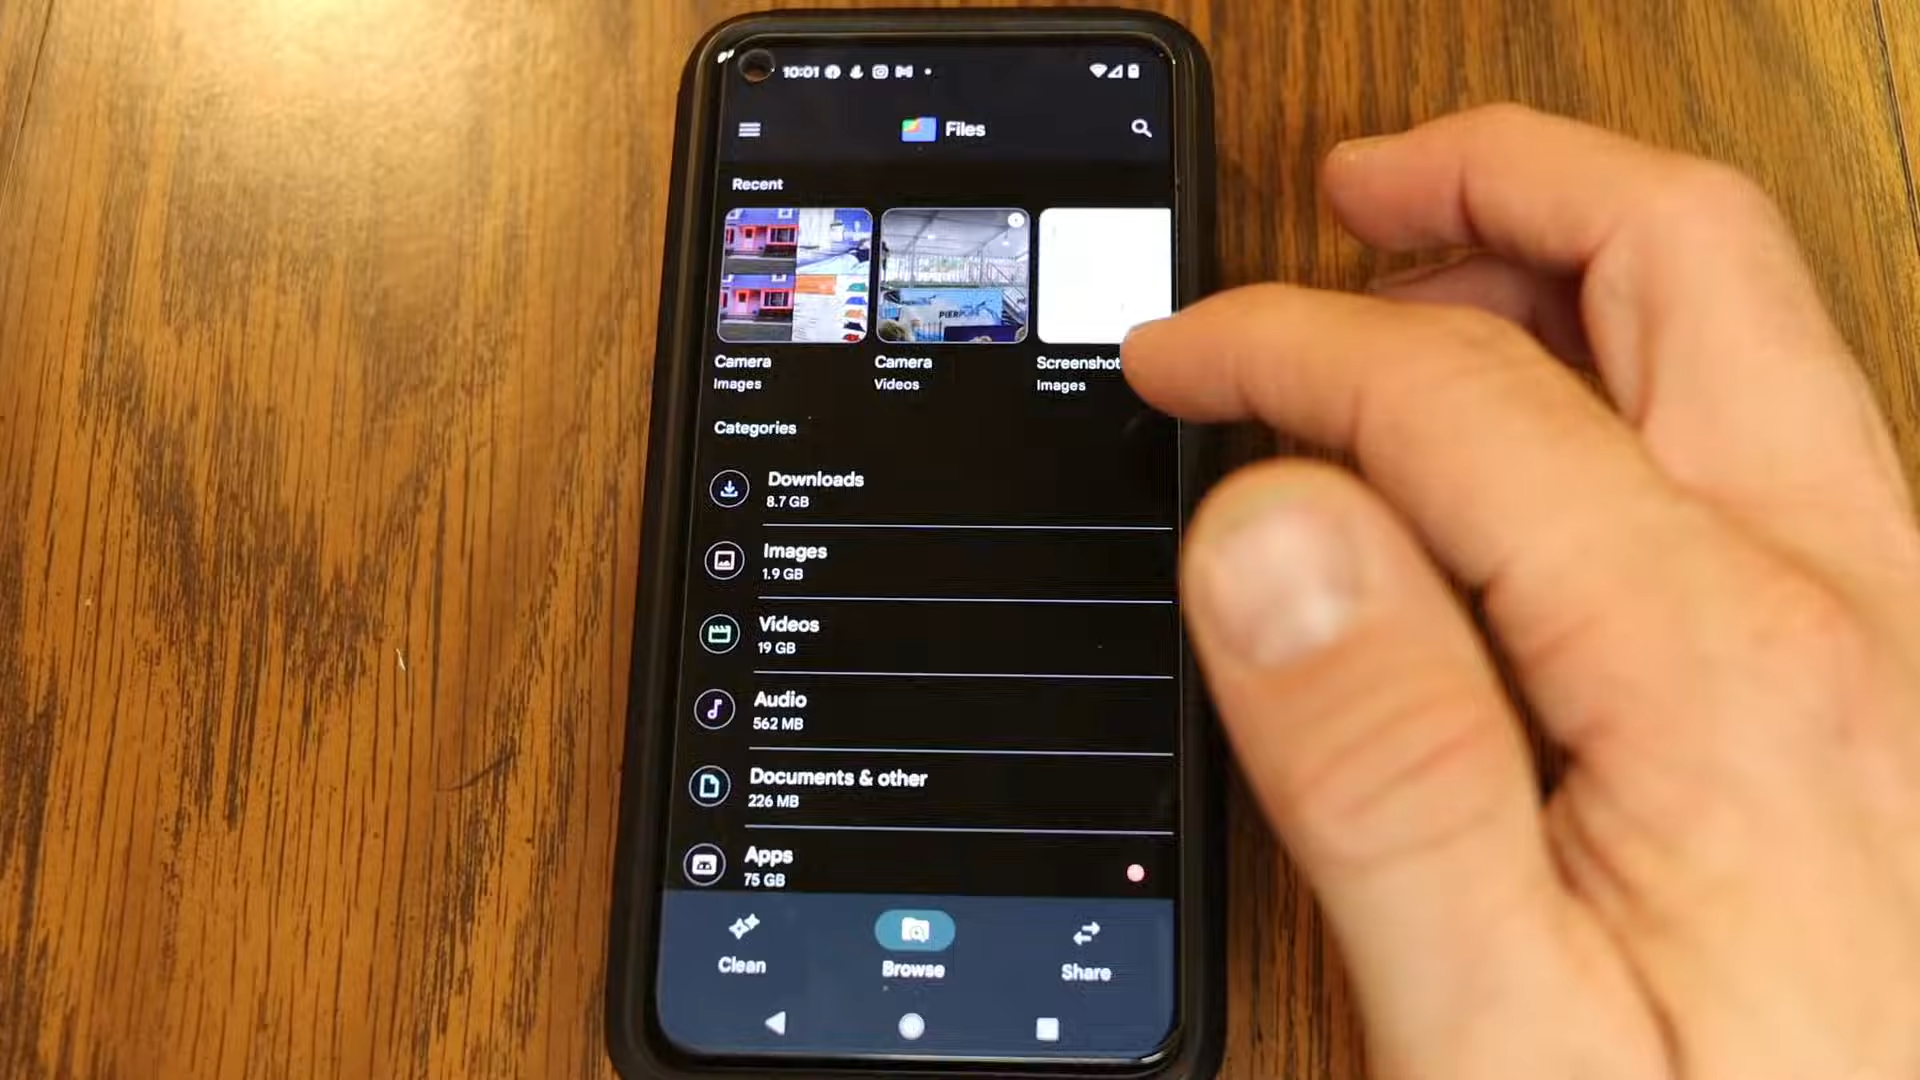 10:01
Files
Recent
Camera
Images
Camera
Videos
Screenshot
Images
Categories
Downloads
8.7 GB
Images
1.9 GB
Videos
19 GB
Audio
562 MB
Documents & other
226 MB
Apps
75 GB
Clean
Browse
Share